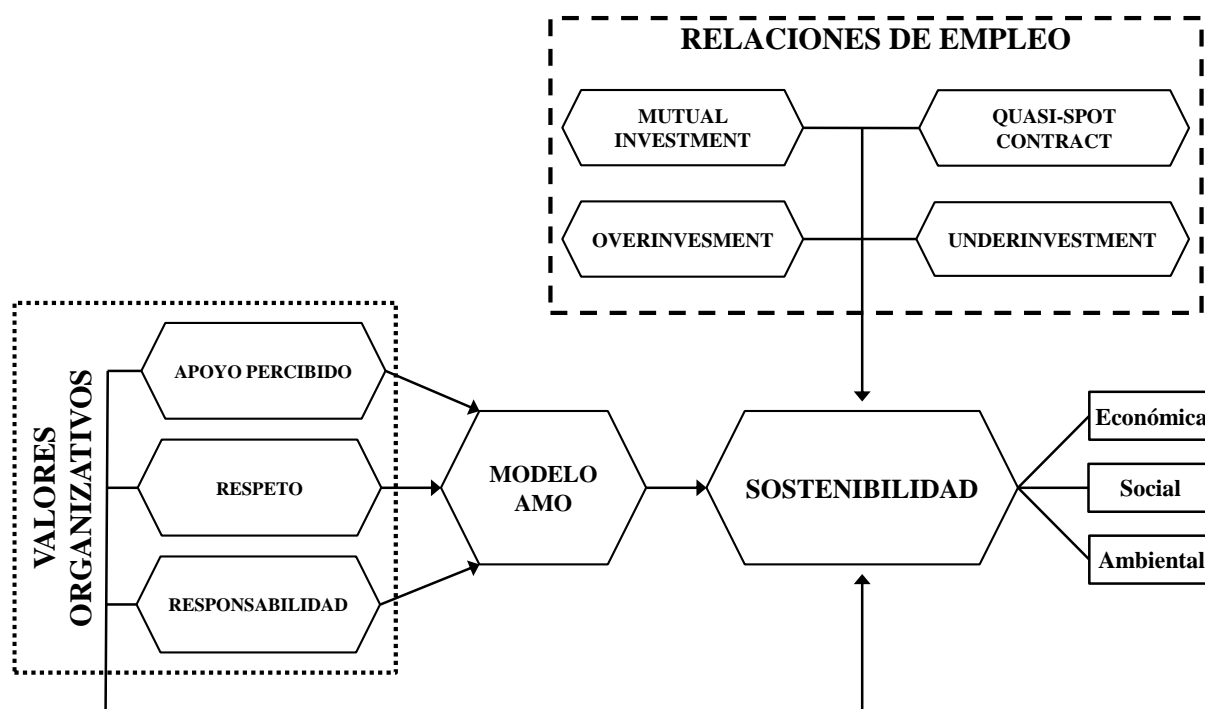 RELACIONES DE EMPLEO
MUTUAL
INVESTMENT
QUASI-SPOT
CONTRACT
OVERINVESMENT
UNDERINVESTMENT
VALORES
ORGANIZATIVOS
APOYO PERCIBIDO
RESPETO
RESPONSABILIDAD
MODELO
AMO
SOSTENIBILIDAD
Económica
Social
Ambiental